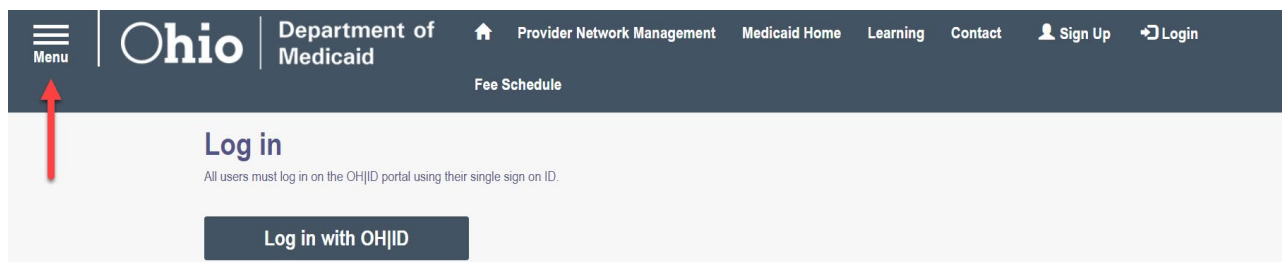 Menu
Ohio
Department of
Medicaid
Provider Network Management Medicaid Home Learning Contact Sign Up Login
Fee Schedule
Log in
All users must log in on the OH|ID portal using their single sign on ID.
Log in with OH|ID